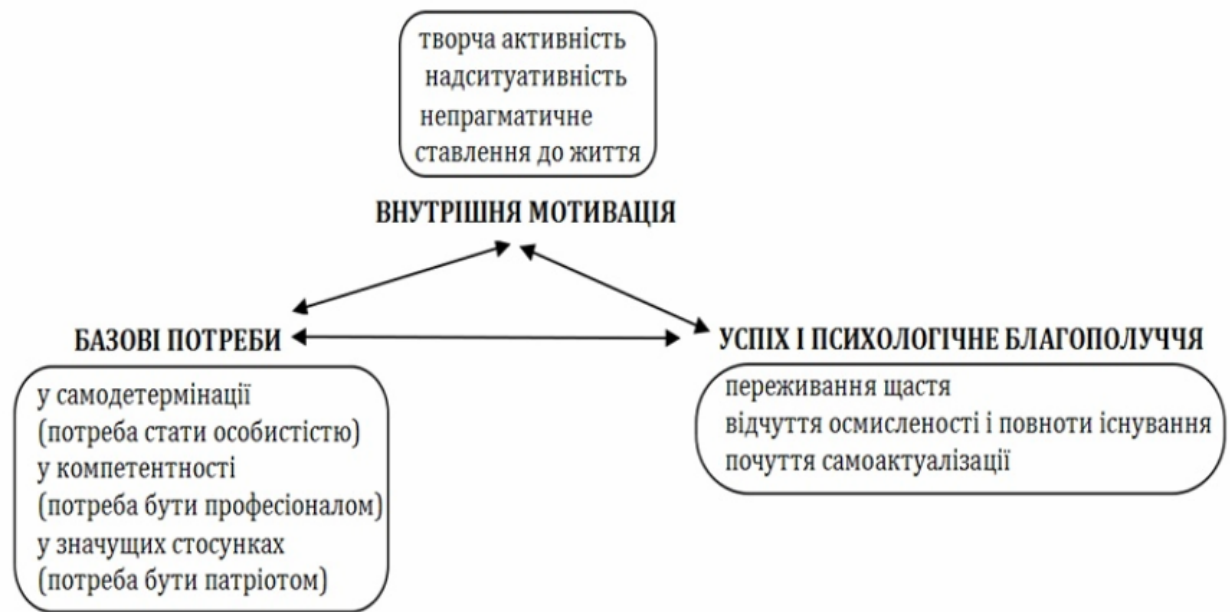 творча активність
надситуативність
непрагматичне
ставлення до життя
ВНУТРІШНЯ МОТИВАЦІЯ
БАЗОВІ ПОТРЕБИ
у самодетермінації
(потреба стати особистістю)
у компетентності
(потреба бути професіоналом)
у значущих стосунках
(потреба бути патріотом)
УСПІХ І ПСИХОЛОГІЧНЕ БЛАГОПОЛУЧЧЯ
переживання щастя
відчуття осмисленості і повноти існування
почуття самоактуалізації